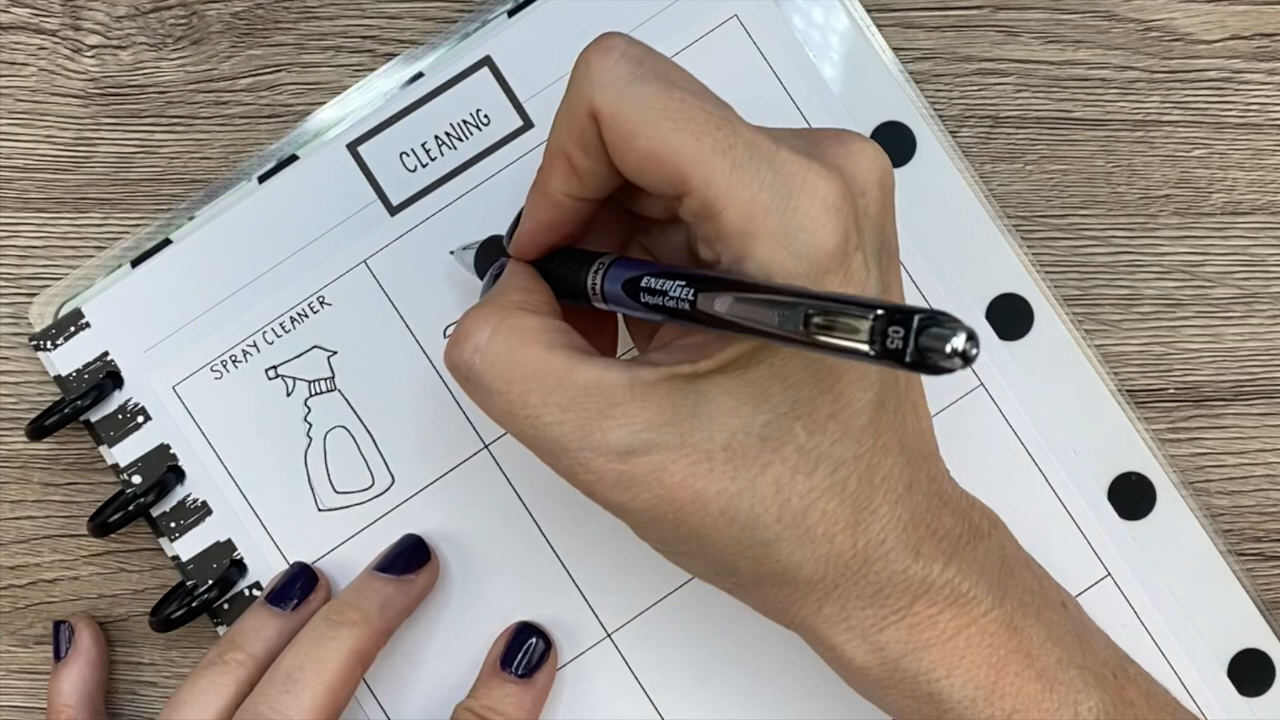 CLEANING
SPRAY CLEANER
Pentel
ENERGEL
Liquid Gel Ink
05